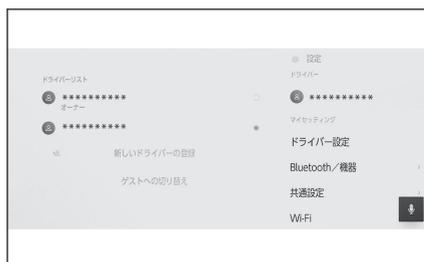 ドライバーリスト
**********
オーナー
**********
新しいドライバーの登録
ゲストへの切り替え
設定
ドライバー
**********
マイセッティング
ドライバー設定
Bluetooth／機器
共通設定
Wi-Fi